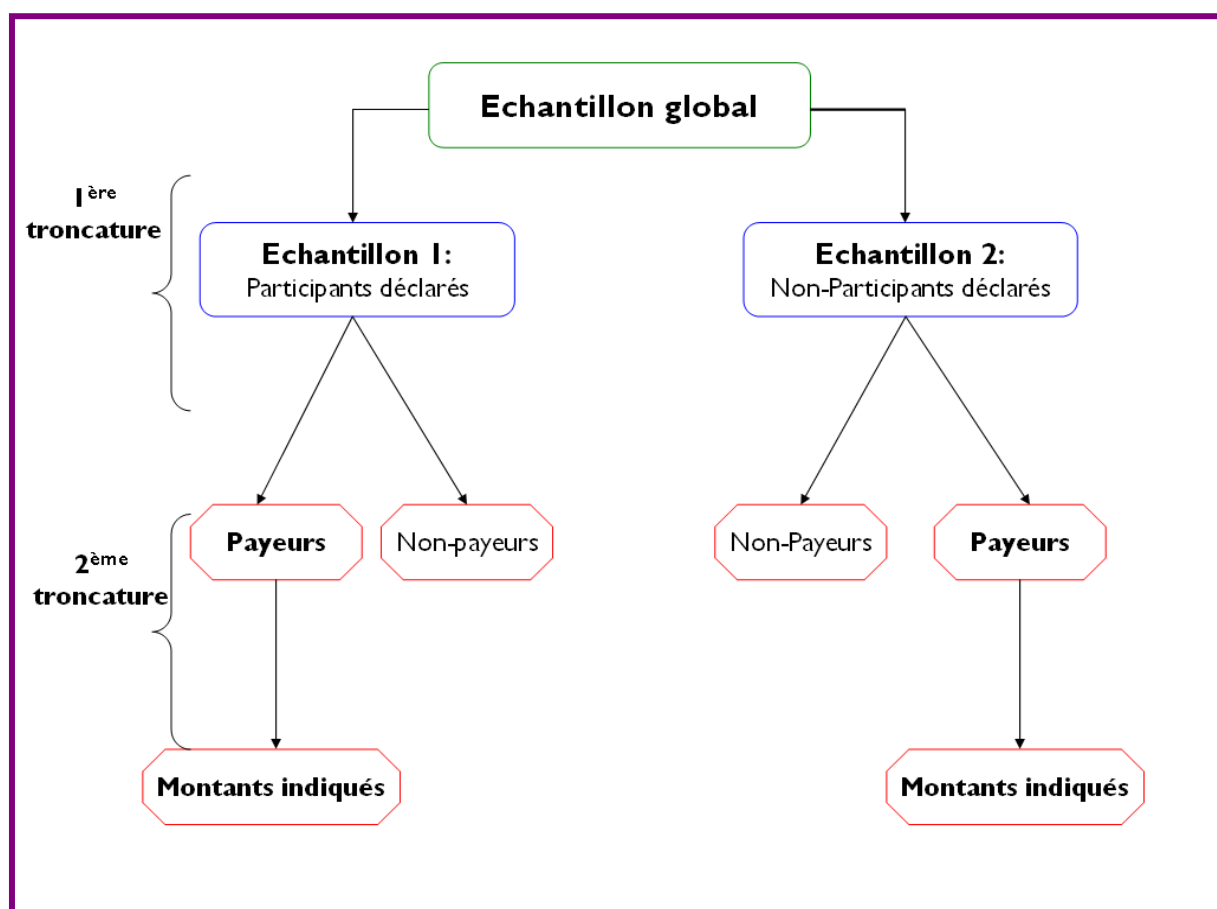 Echantillon global
1ère
troncature
Echantillon 1:
Participants déclarés
Echantillon 2:
Non-Participants déclarés
2ème
troncature
Payeurs
Non-payeurs
Non-Payeurs
Payeurs
Montants indiqués
Montants indiqués